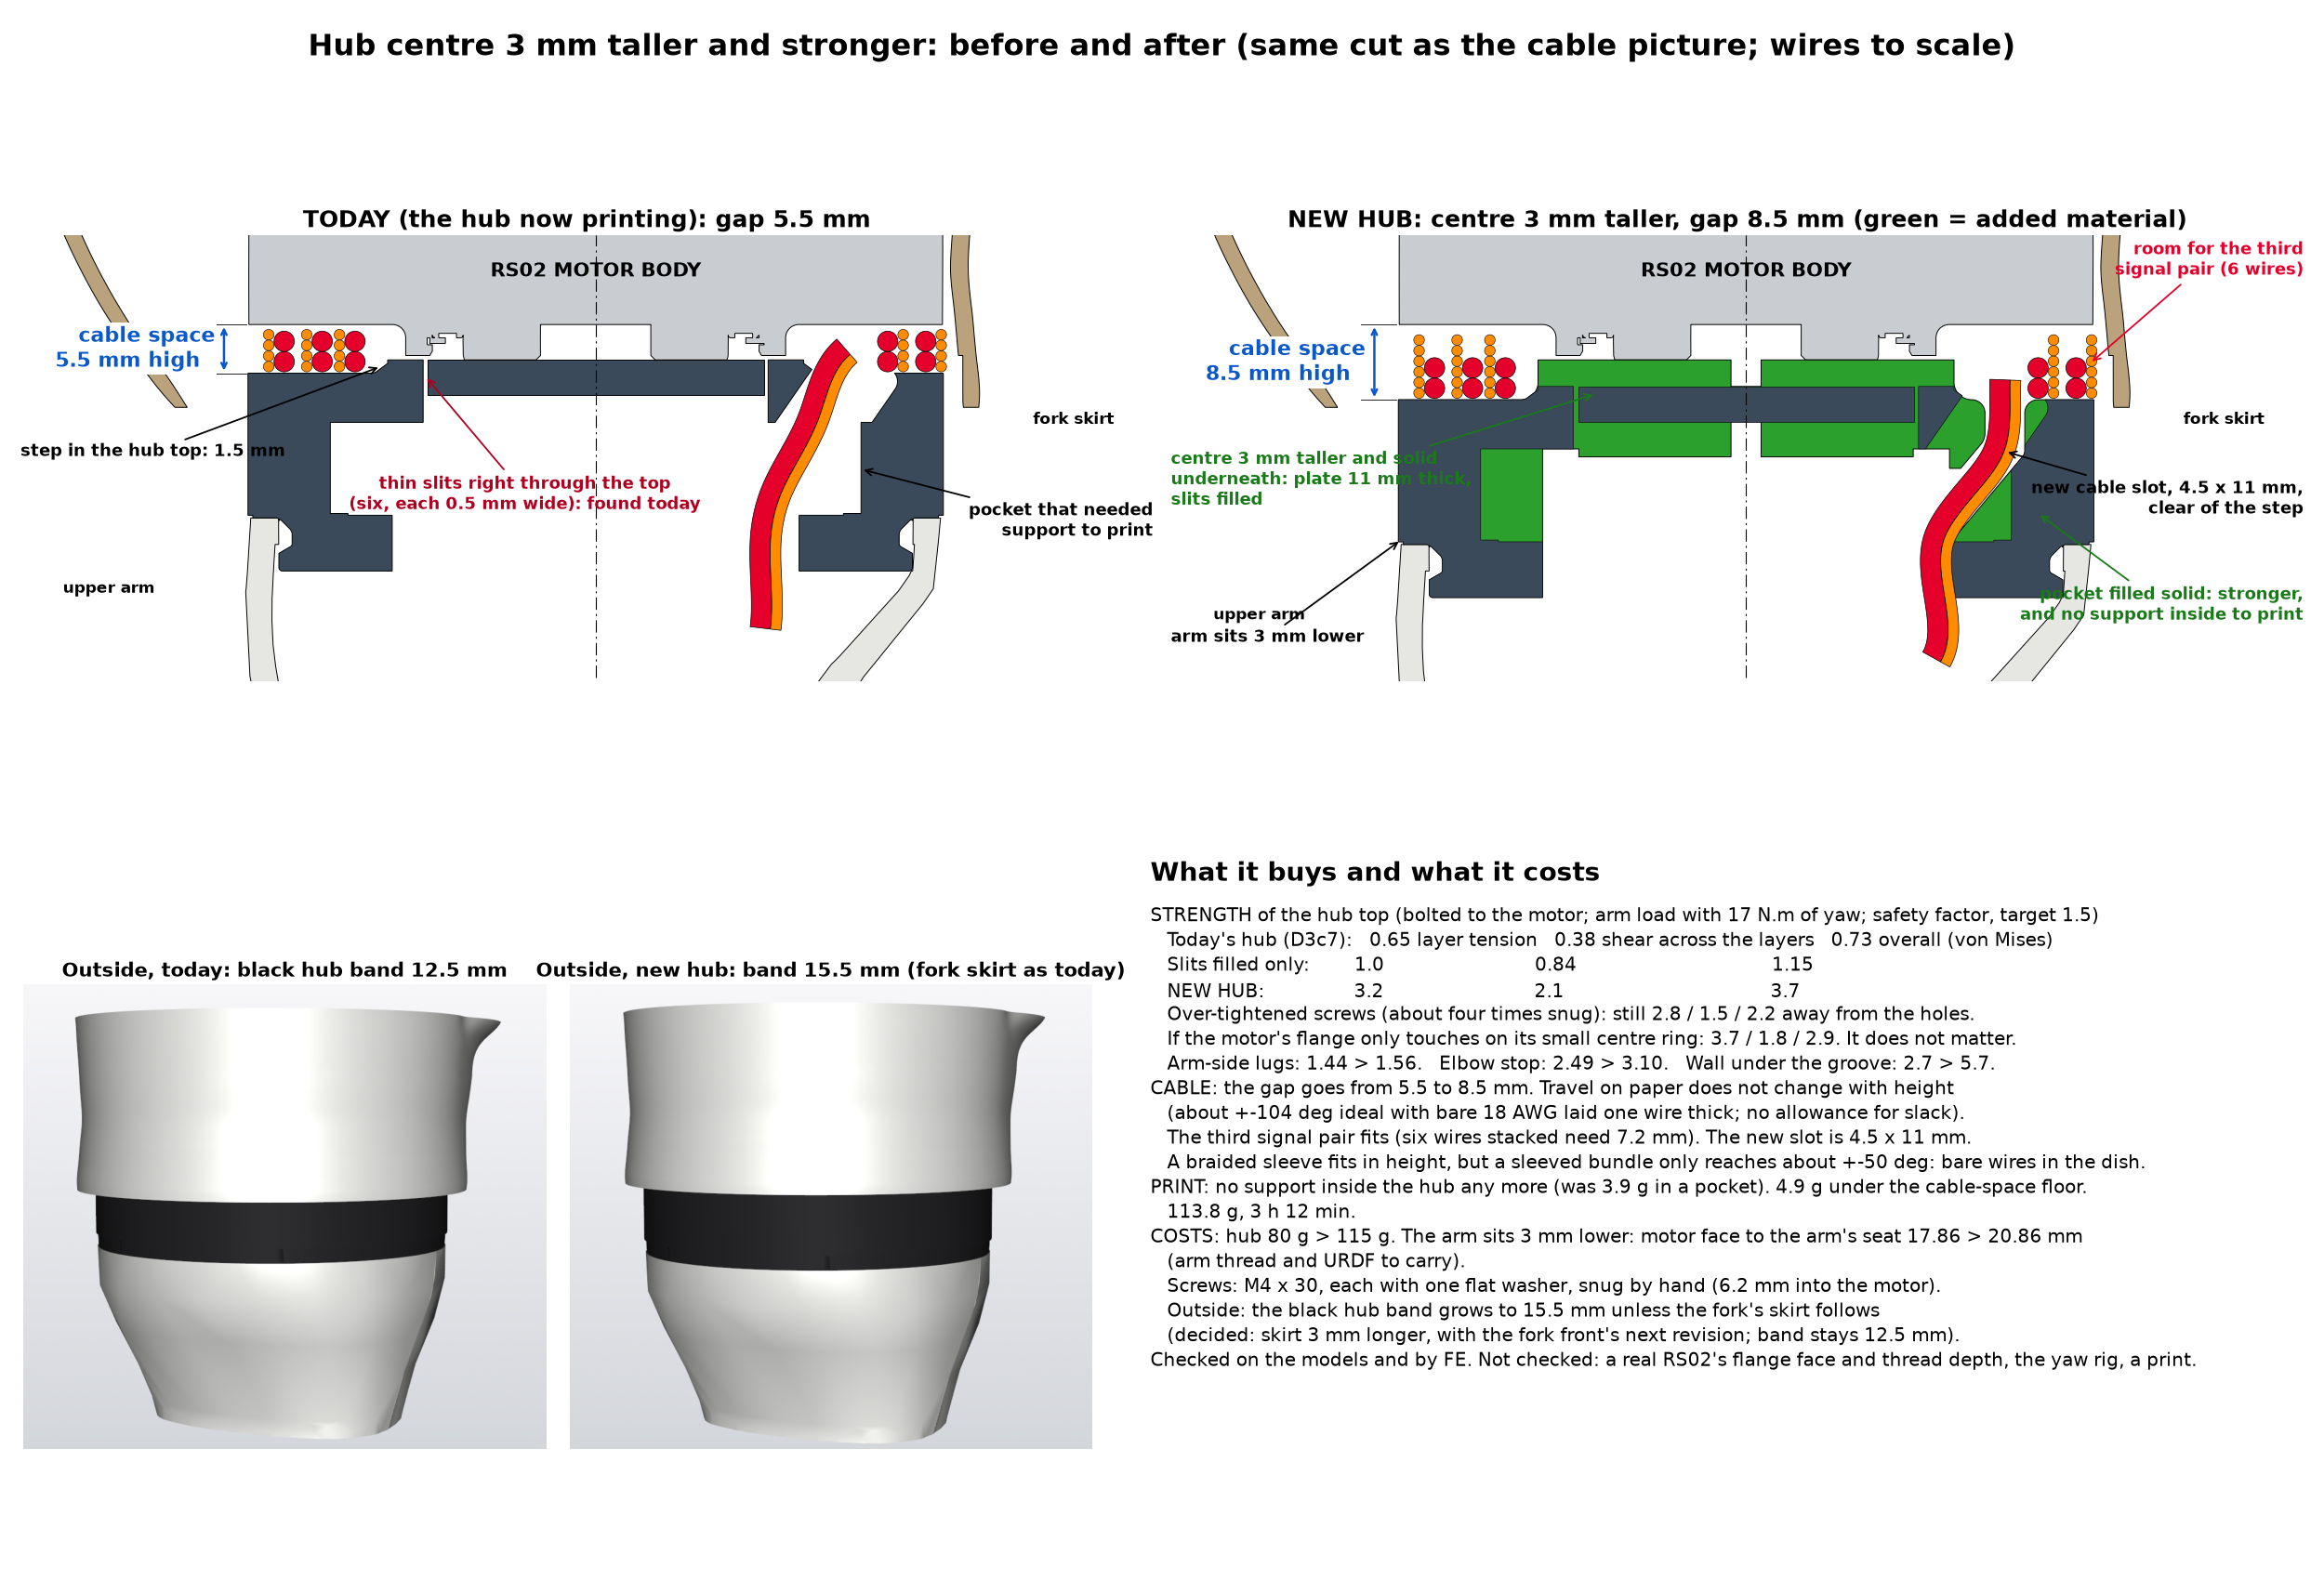 Hub centre 3 mm taller and stronger: before and after (same cut as the cable picture; wires to scale)
TODAY (the hub now printing): gap 5.5 mm
RS02 MOTOR BODY
cable space
5.5 mm high
step in the hub top: 1.5 mm
thin slits right through the top
(six, each 0.5 mm wide): found today
fork skirt
pocket that needed
support to print
upper arm
NEW HUB: centre 3 mm taller, gap 8.5 mm (green = added material)
room for the third
signal pair (6 wires)
RS02 MOTOR BODY
cable space
8.5 mm high
fork skirt
centre 3 mm taller and solid
underneath: plate 11 mm thick,
slits filled
new cable slot, 4.5 x 11 mm,
clear of the step
pocket filled solid: stronger,
and no support inside to print
upper arm
arm sits 3 mm lower
Outside, today: black hub band 12.5 mm
Outside, new hub: band 15.5 mm (fork skirt as today)
What it buys and what it costs
STRENGTH of the hub top (bolted to the motor; arm load with 17 N.m of yaw; safety factor, target 1.5)
Today's hub (D3c7): 0.65 layer tension 0.38 shear across the layers 0.73 overall (von Mises)
Slits filled only: 1.0 0.84 1.15
NEW HUB: 3.2 2.1 3.7
Over-tightened screws (about four times snug): still 2.8 / 1.5 / 2.2 away from the holes.
If the motor's flange only touches on its small centre ring: 3.7 / 1.8 / 2.9. It does not matter.
Arm-side lugs: 1.44 > 1.56. Elbow stop: 2.49 > 3.10. Wall under the groove: 2.7 > 5.7.
CABLE: the gap goes from 5.5 to 8.5 mm. Travel on paper does not change with height
(about +-104 deg ideal with bare 18 AWG laid one wire thick; no allowance for slack).
The third signal pair fits (six wires stacked need 7.2 mm). The new slot is 4.5 x 11 mm.
A braided sleeve fits in height, but a sleeved bundle only reaches about +-50 deg: bare wires in the dish.
PRINT: no support inside the hub any more (was 3.9 g in a pocket). 4.9 g under the cable-space floor.
113.8 g, 3 h 12 min.
COSTS: hub 80 g > 115 g. The arm sits 3 mm lower: motor face to the arm's seat 17.86 > 20.86 mm
(arm thread and URDF to carry).
Screws: M4 x 30, each with one flat washer, snug by hand (6.2 mm into the motor).
Outside: the black hub band grows to 15.5 mm unless the fork's skirt follows
(decided: skirt 3 mm longer, with the fork front's next revision; band stays 12.5 mm).
Checked on the models and by FE. Not checked: a real RS02's flange face and thread depth, the yaw rig, a print.